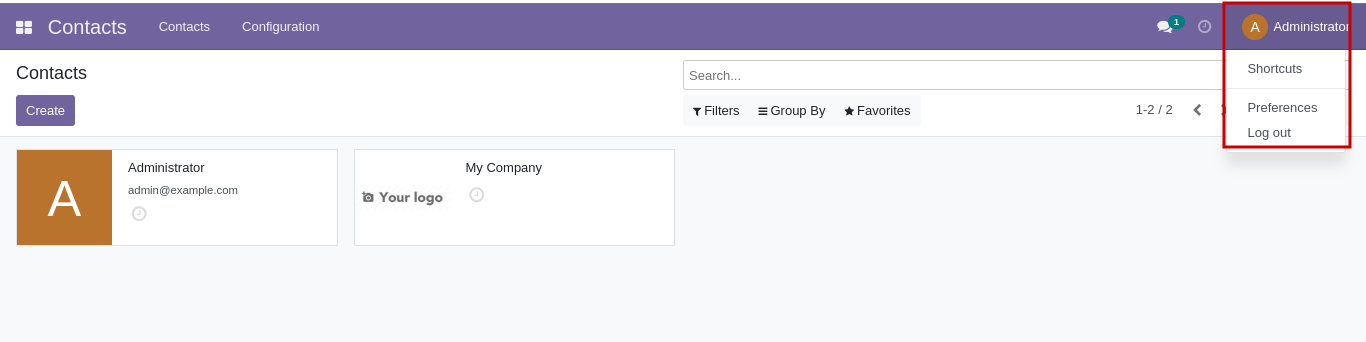 Contacts Contacts Configuration 1 A Administrator
Contacts
Search...
Shortcuts
Create
Filters Group By Favorites 1-2 / 2
Preferences
Log out
A
Administrator
admin@example.com
Your logo
My Company